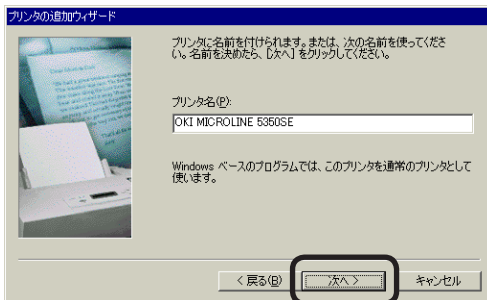 プリンタの追加ウィザード
プリンタに名前を付けられます。または、次の名前を使ってくださ
い。名前を決めたら、[次へ] をクリックしてください。
プリンタ名(P):
OKI MICROLINE 5350SE
Windows ベースのプログラムでは、このプリンタを通常のプリンタとして
使います。
< 戻る(B)
次へ >
キャンセル